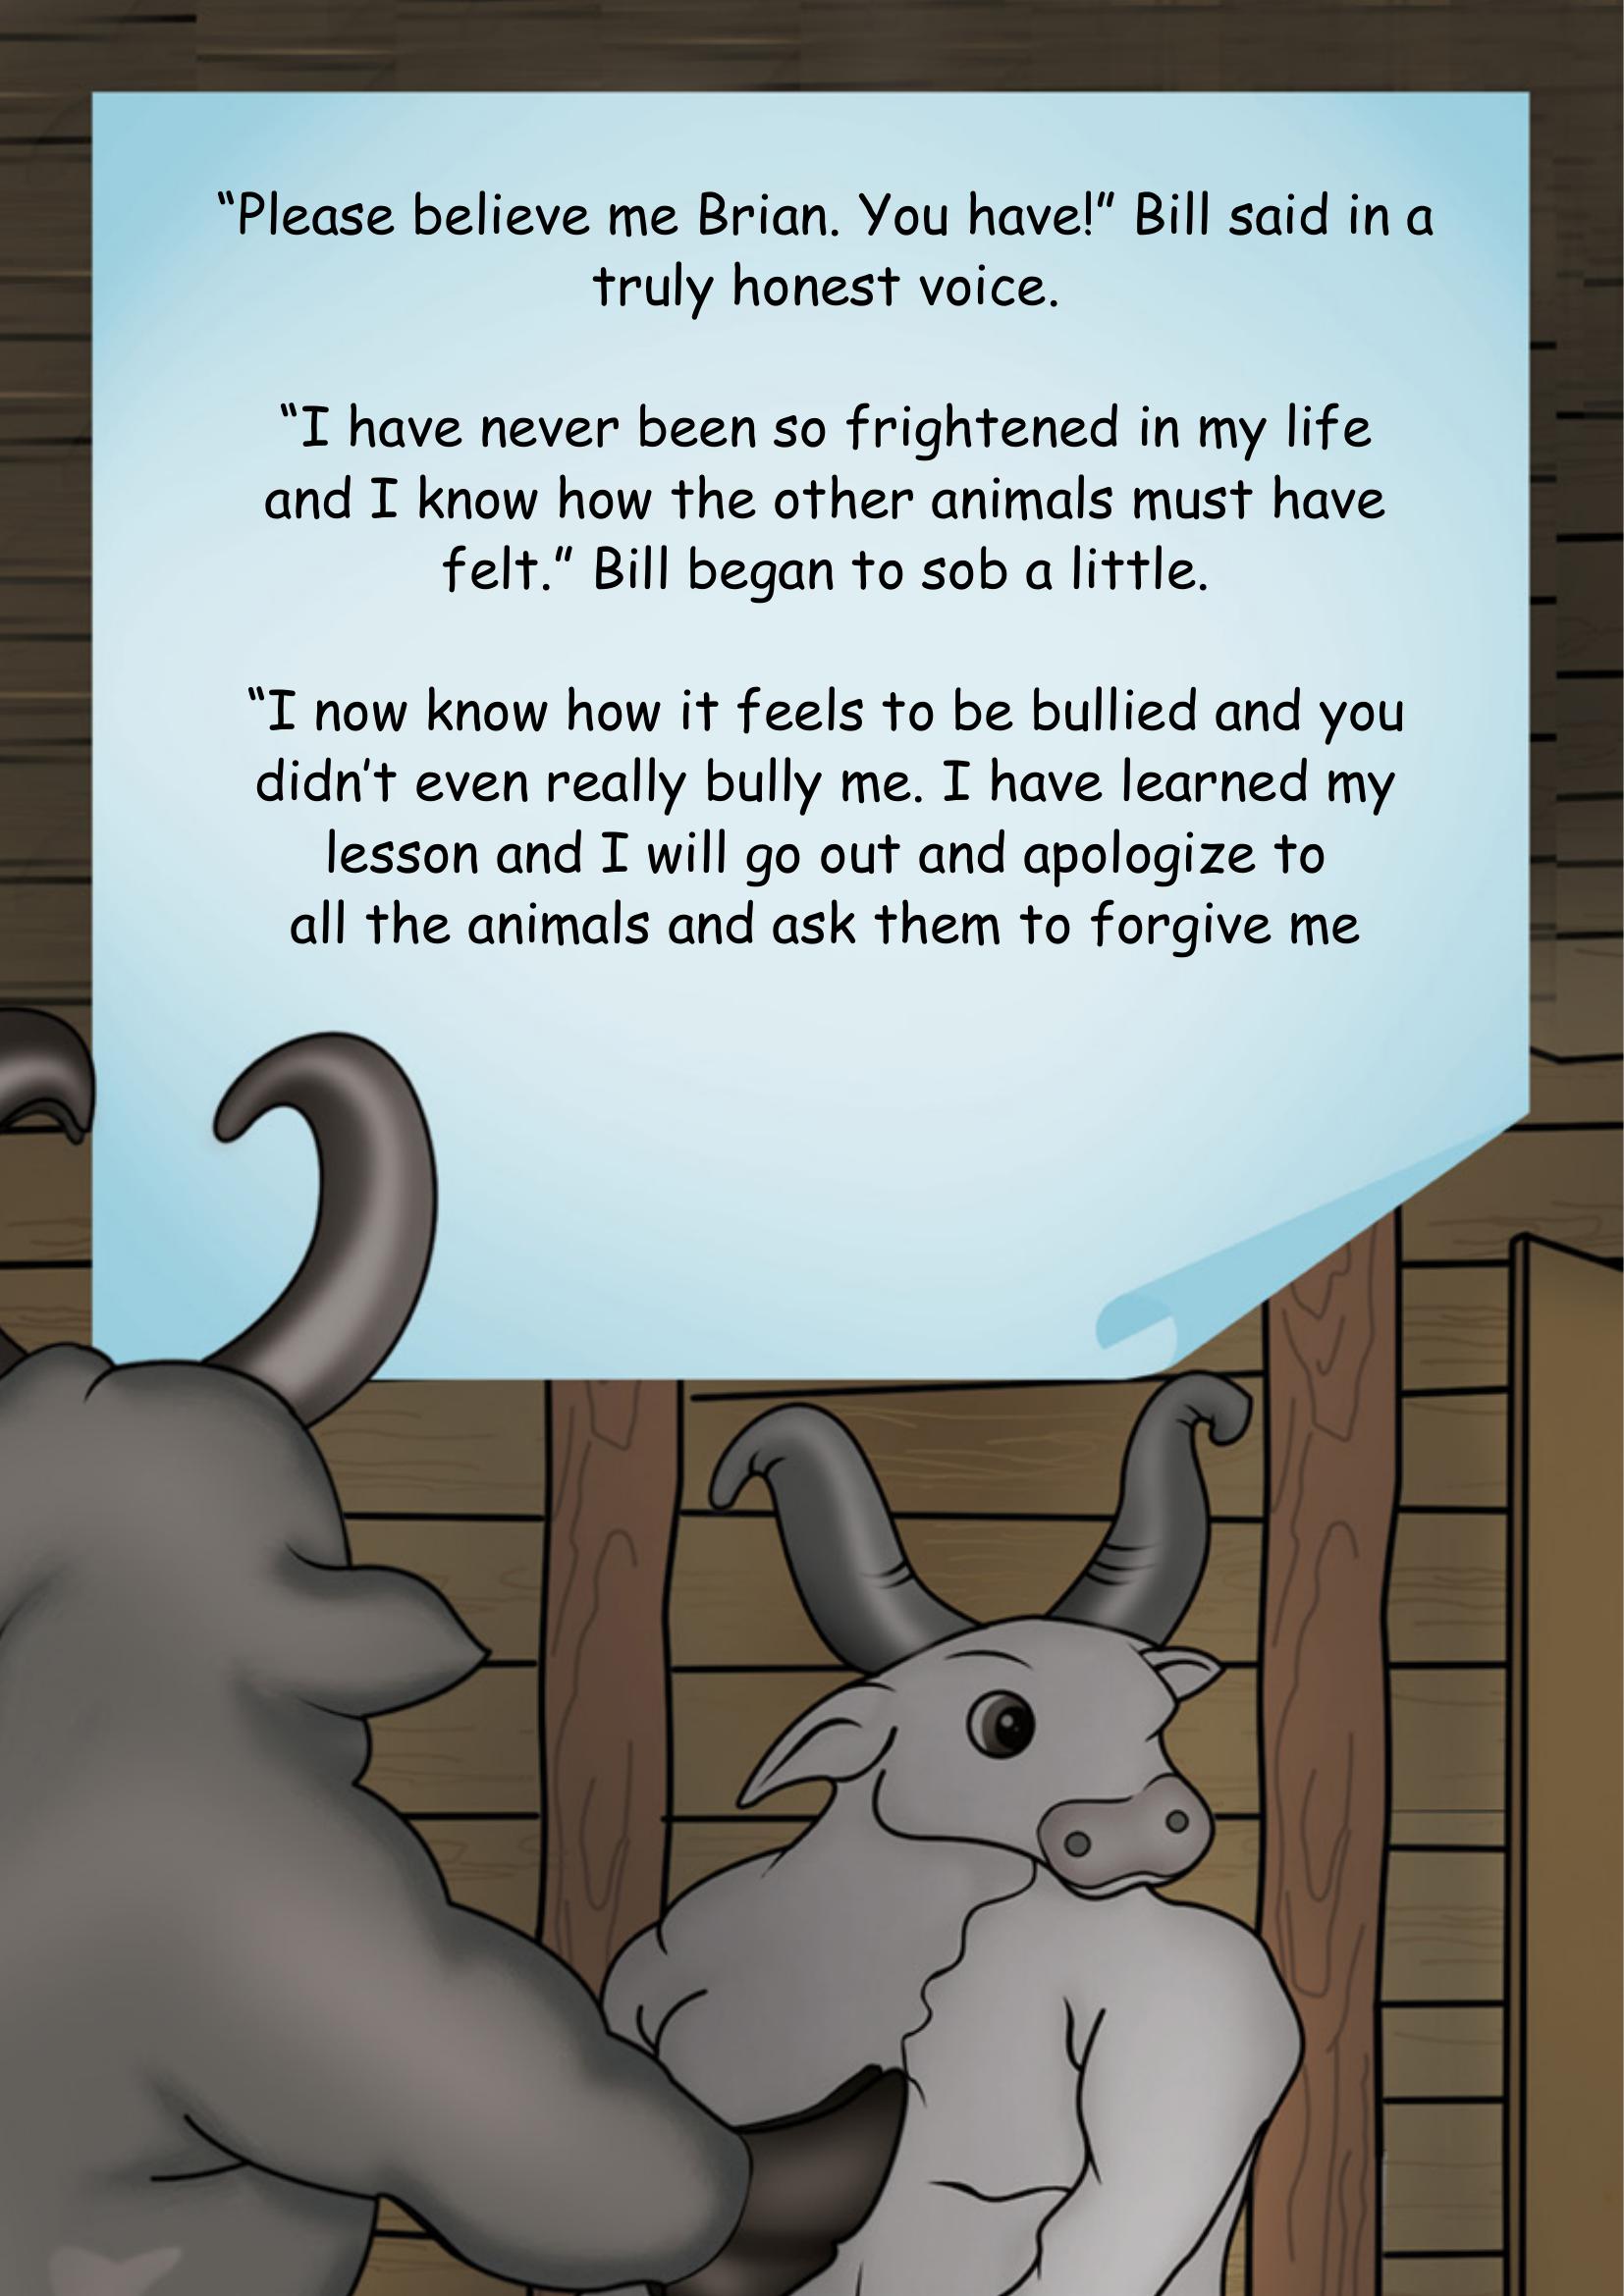 “Please believe me Brian. You have!” Bill said in a
truly honest voice.
“I have never been so frightened in my life
and I know how the other animals must have
felt.” Bill began to sob a little.
“I now know how it feels to be bullied and you
didn’t even really bully me. I have learned my
lesson and I will go out and apologize to
all the animals and ask them to forgive me